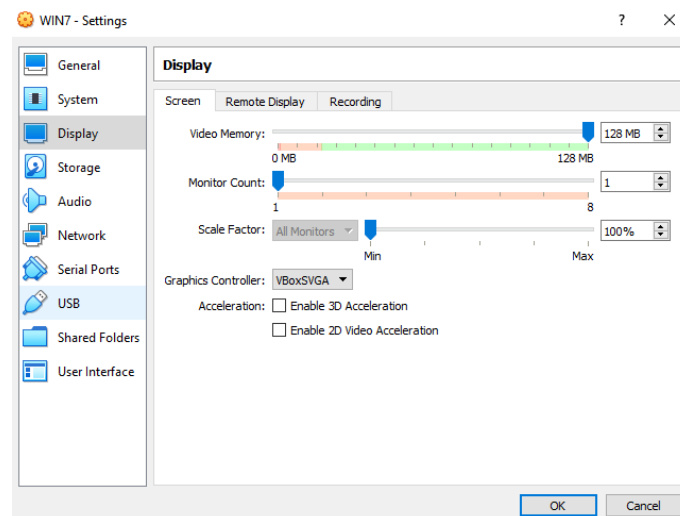 WIN7 - Settings ?
General
System
Display
Storage
Audio
Network
Serial Ports
USB
Shared Folders
User Interface
Display
Screen Remote Display Recording
Video Memory: 128 MB
0 MB 128 MB
Monitor Count: 1
1 8
Scale Factor: All Monitors 100%
Min Max
Graphics Controller: VBoxSVGA
Acceleration: Enable 3D Acceleration
Enable 2D Video Acceleration
OK Cancel